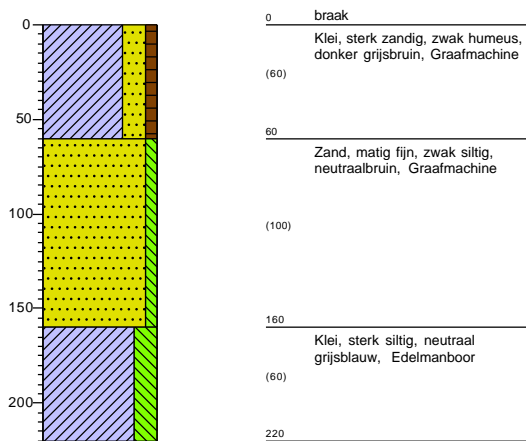 0
50
100
150
200
0 braak
Klei, sterk zandig, zwak humeus,
donker grijsbruin, Graafmachine
(60)
60
Zand, matig fijn, zwak siltig,
neutraalbruin, Graafmachine
(100)
160
Klei, sterk siltig, neutraal
grijsblauw, Edelmanboor
(60)
220